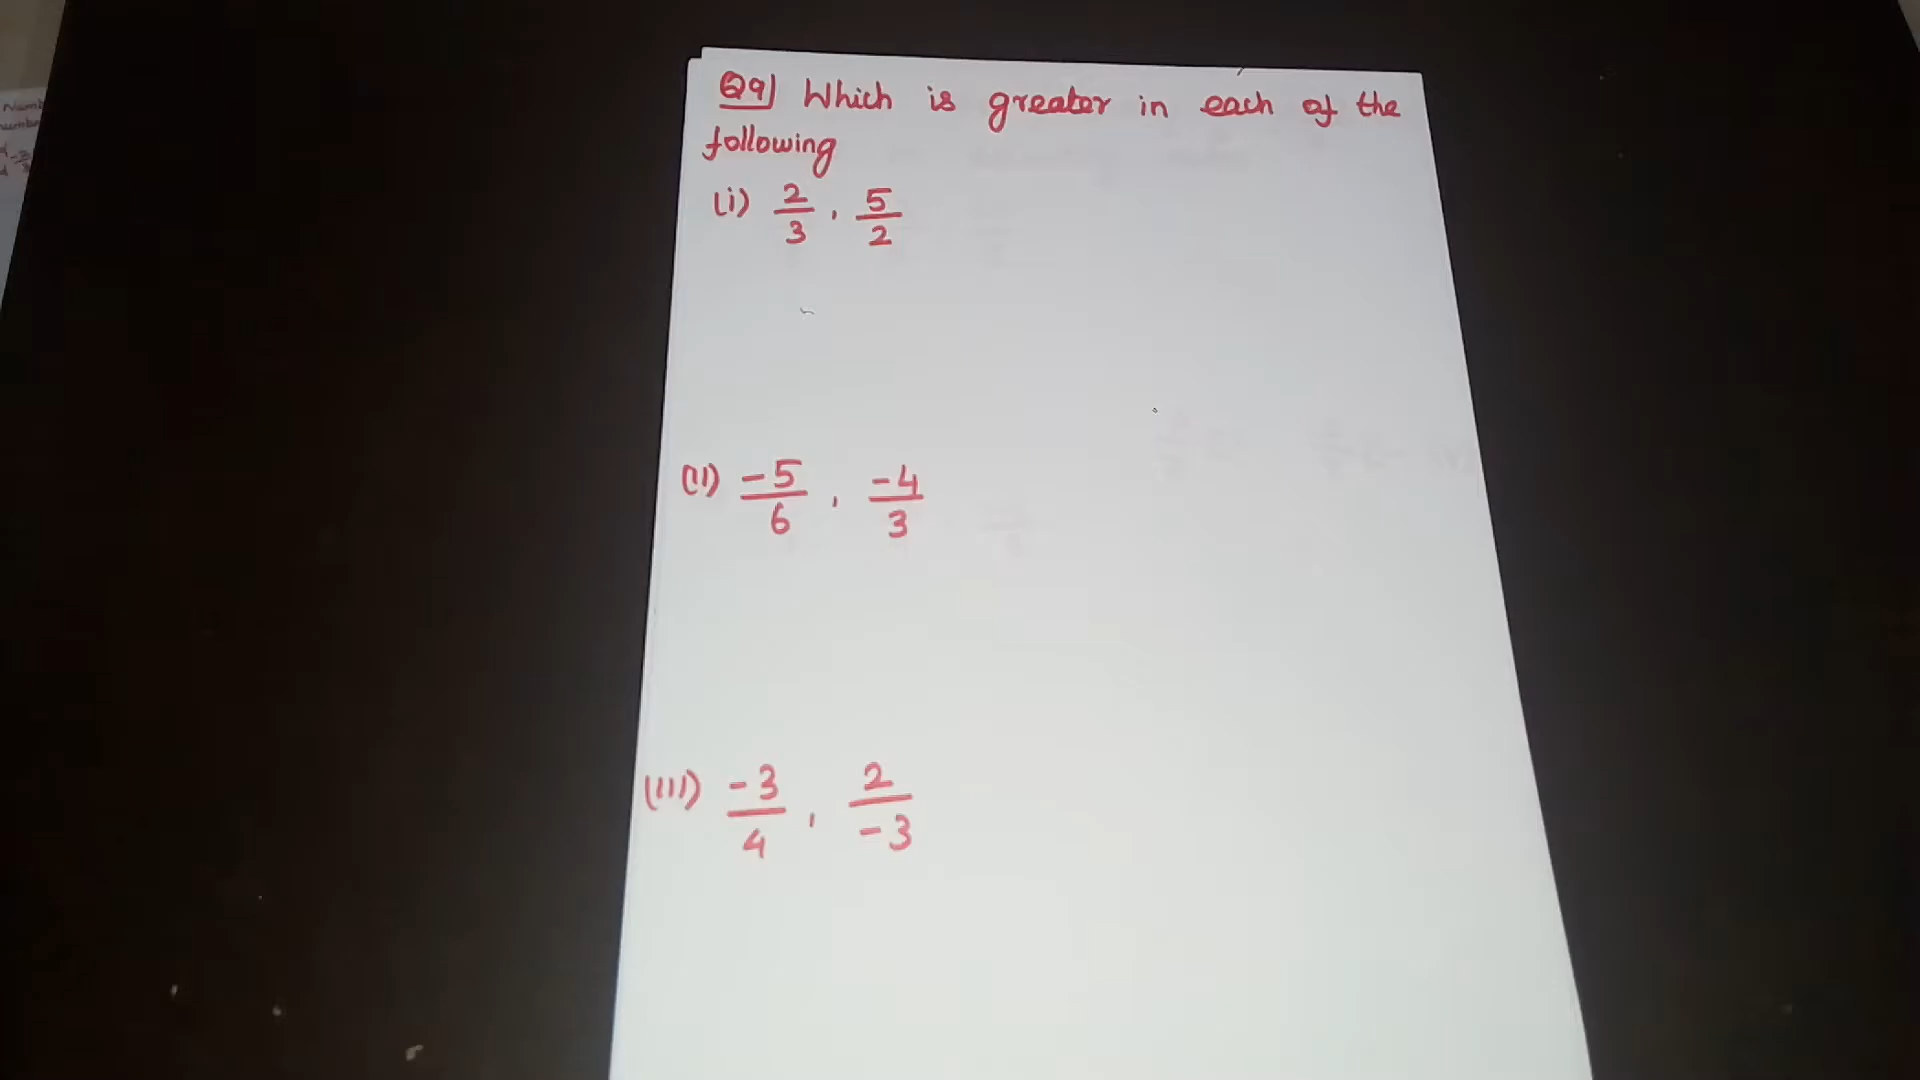 Q9) Which is greater in each of the
following
(i) 2/3 , 5/2
(ii) -5/6 , -4/3
(iii) -3/4 , 2/-3